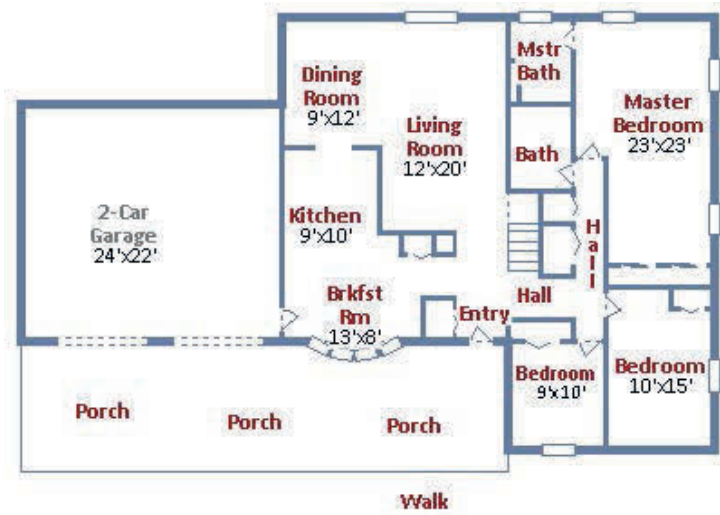 Mstr
Bath
Dining
Room
9'x12'
Living
Room
12'x20'
Master
Bedroom
23'x23'
Bath
2-Car
Garage
24'x22'
Kitchen
9'x10'
Hall
Brkfst
Rm
13'x8'
Entry
Hall
Bedroom
9'x10'
Bedroom
10'x15'
Porch
Porch
Porch
Walk